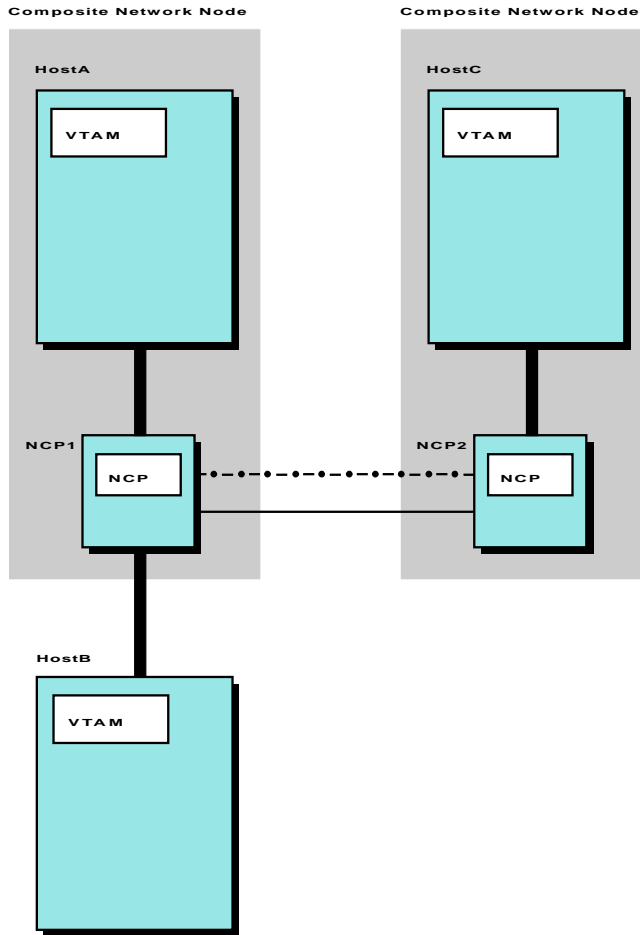 Composite Network Node
Composite Network Node
HostA
HostC
VTAM
VTAM
NCP1
NCP2
NCP
NCP
HostB
VTAM